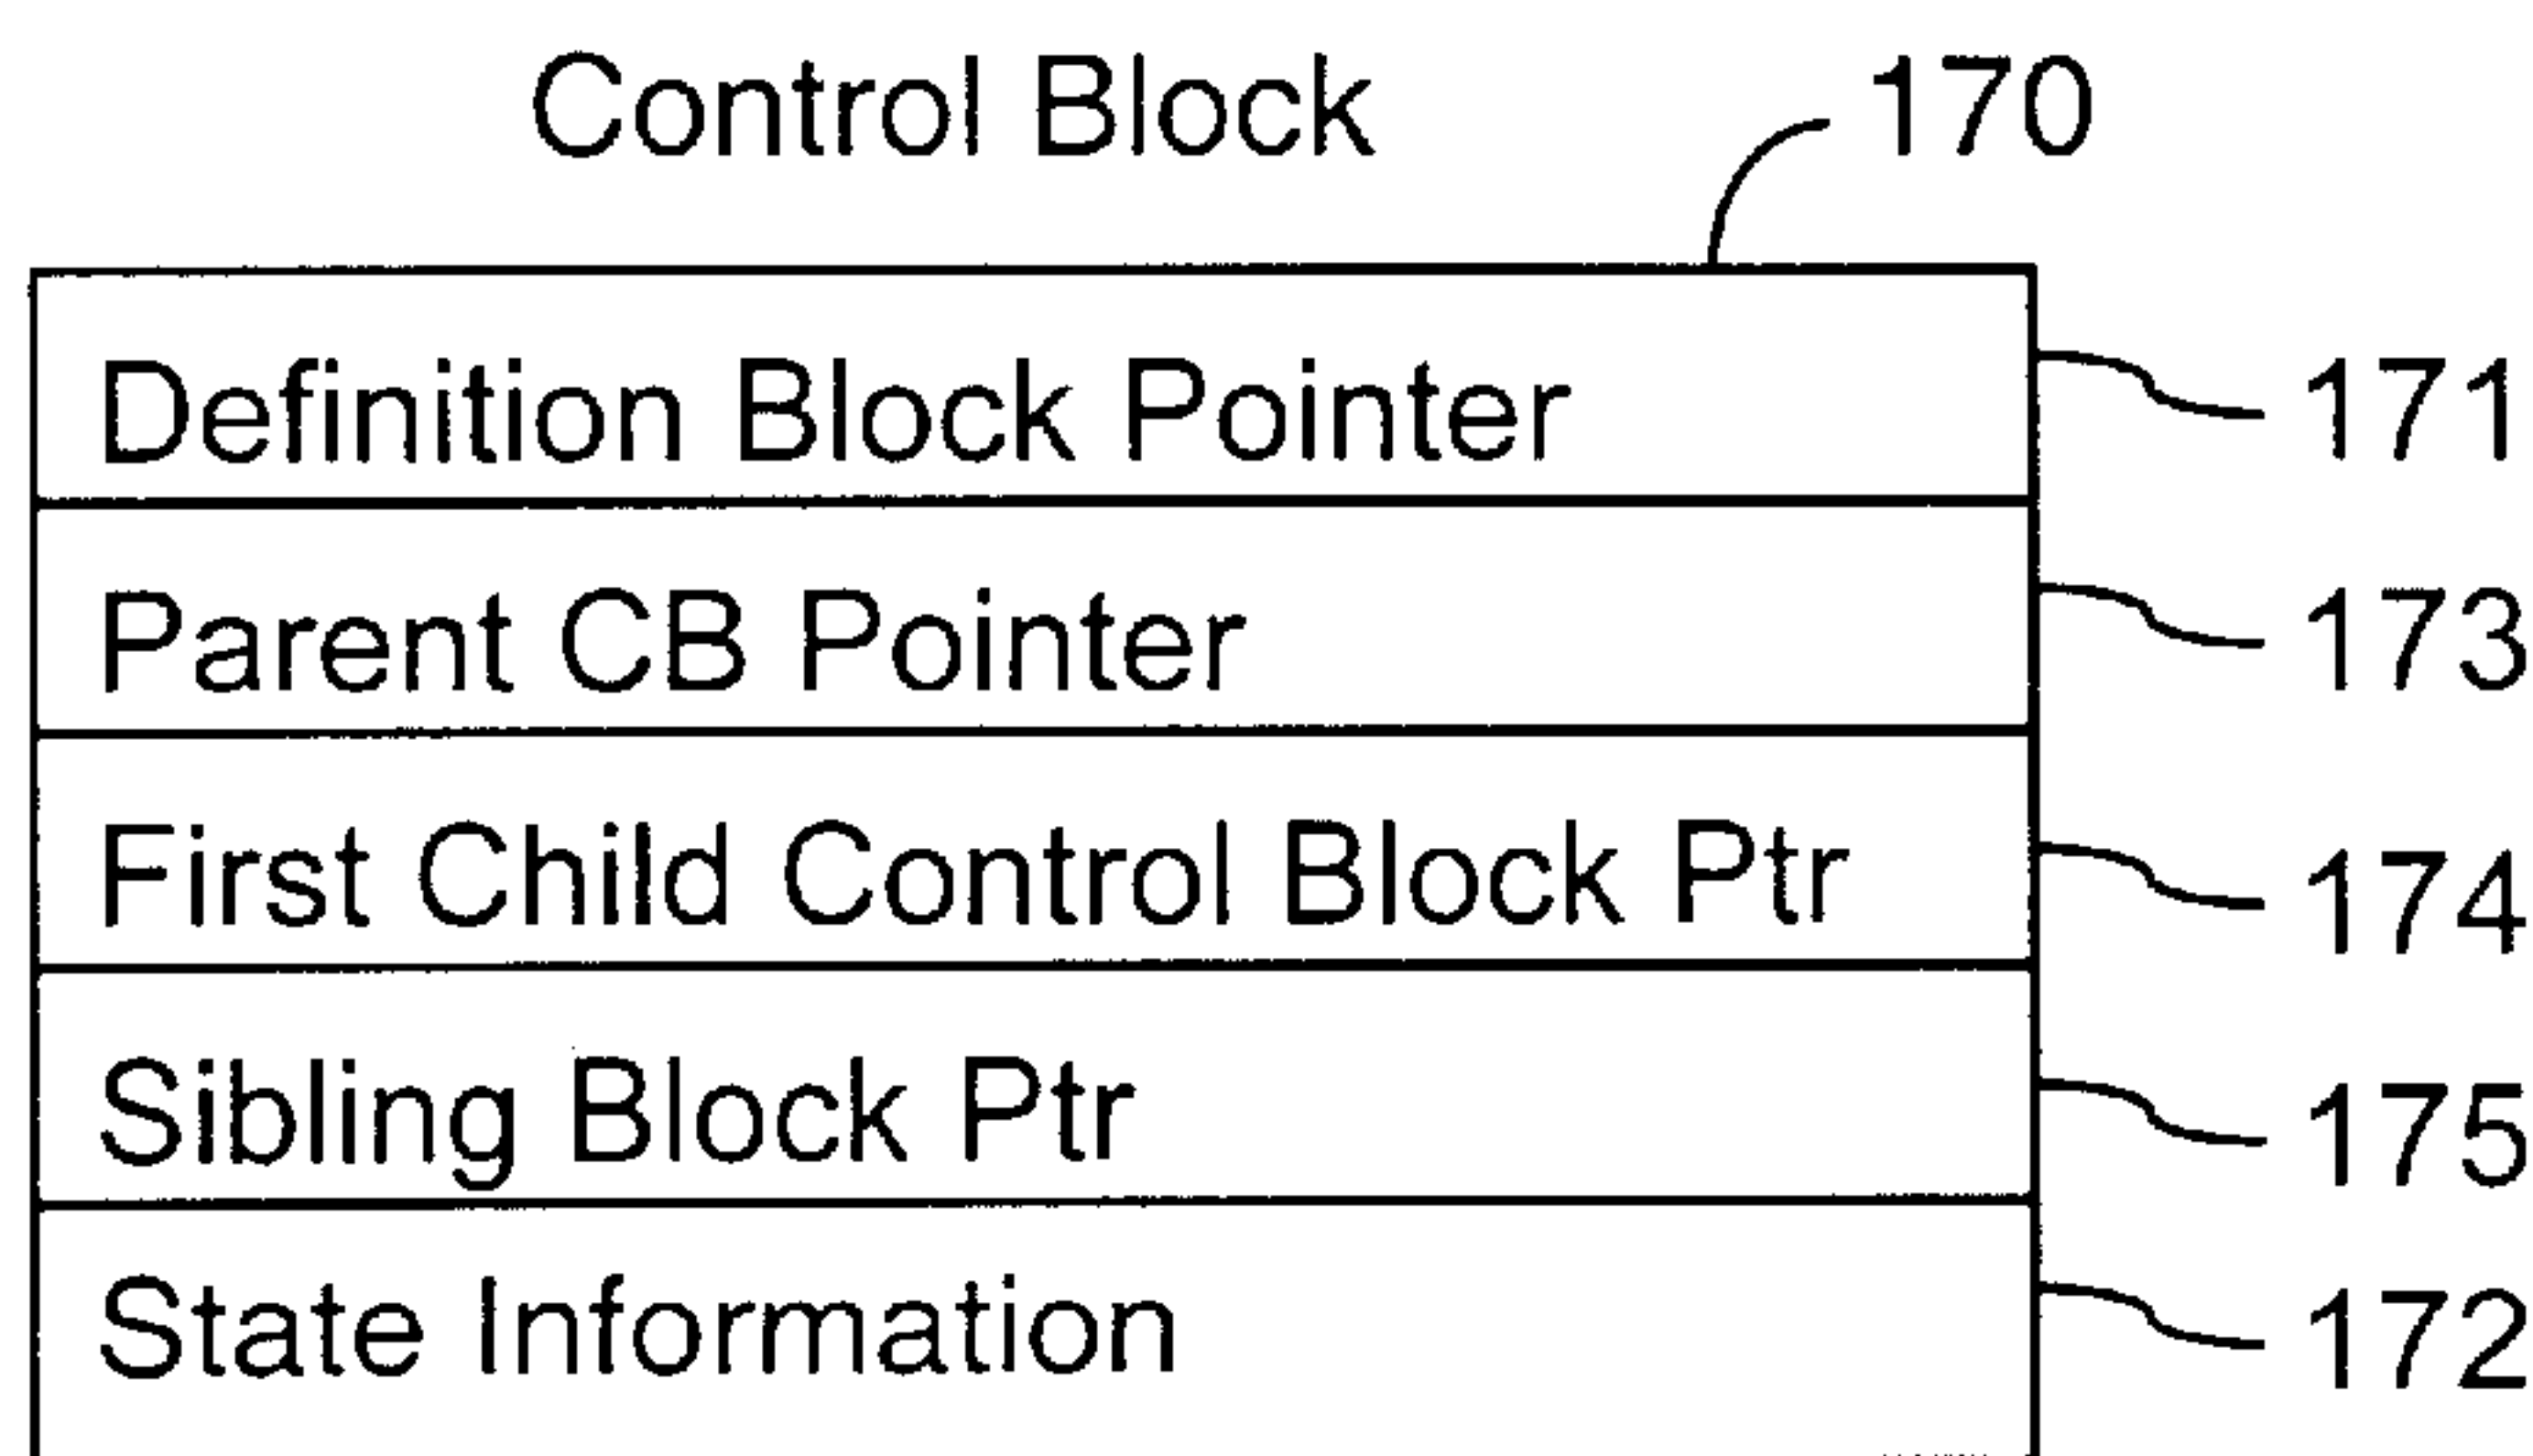 Control Block 170
Definition Block Pointer 171
Parent CB Pointer 173
First Child Control Block Ptr 174
Sibling Block Ptr 175
State Information 172